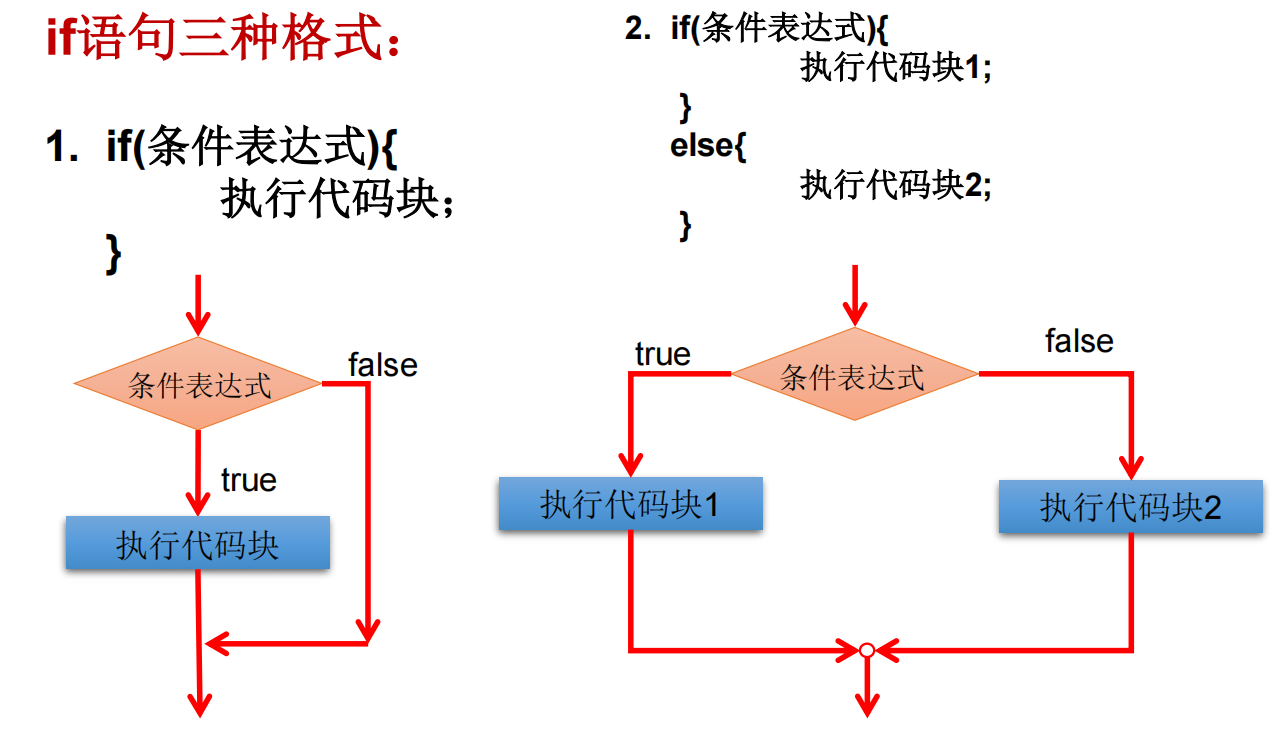 if语句三种格式：
1. if(条件表达式){
执行代码块；
}
false
条件表达式
true
执行代码块
2. if(条件表达式){
执行代码块1;
}
else{
执行代码块2;
}
true
条件表达式
false
执行代码块1
执行代码块2